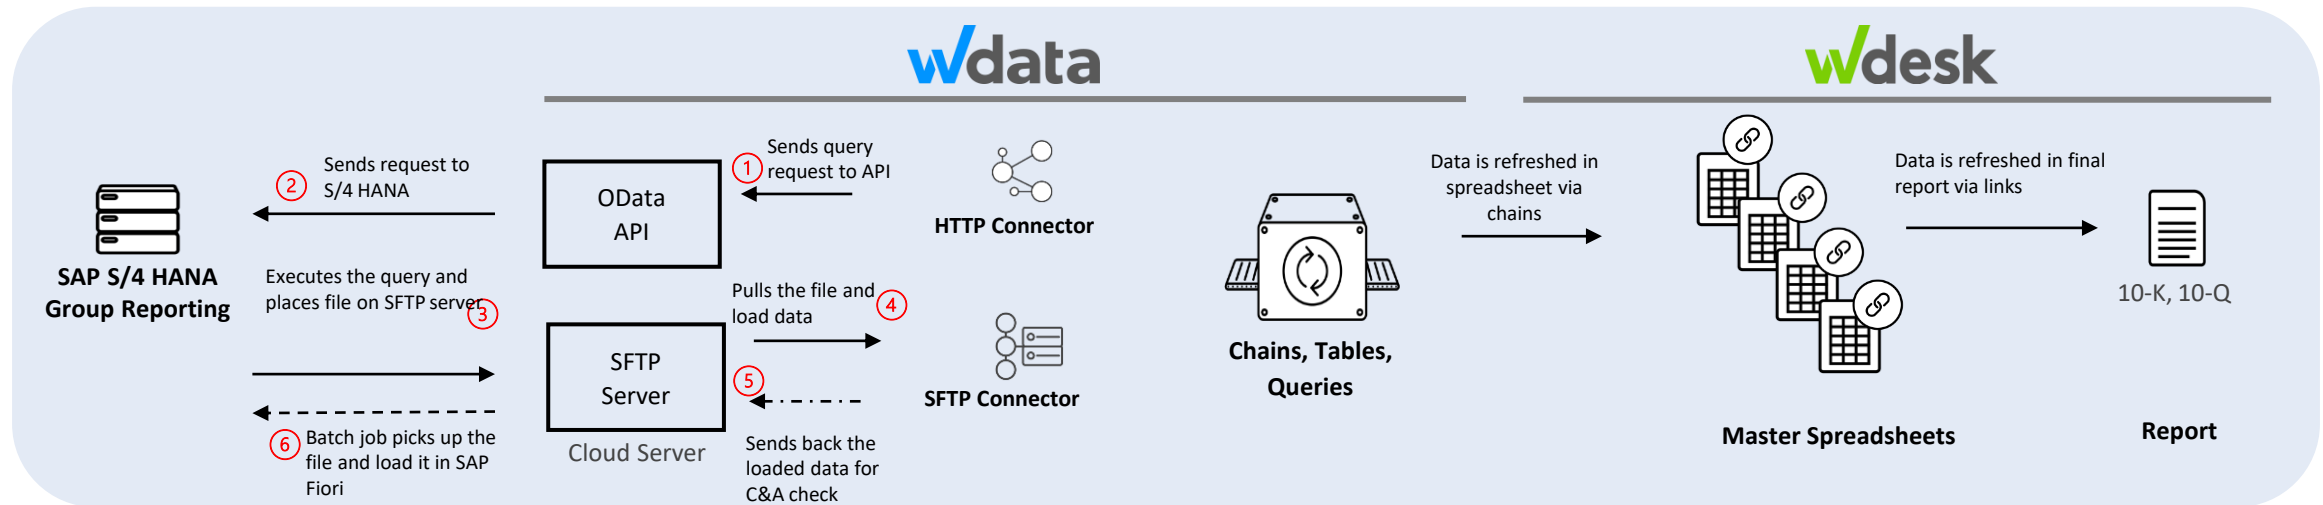 wdata
wdesk
2
Sends request to
S/4 HANA
SAP S/4 HANA
Group Reporting
Executes the query and
places file on SFTP server
3
6
Batch job picks up the
file and load it in SAP
Fiori
OData
API
SFTP
Server
Cloud Server
1
Sends query
request to API
HTTP Connector
Pulls the file and
load data
4
5
SFTP Connector
Sends back the
loaded data for
C&A check
Chains, Tables,
Queries
Data is refreshed in
spreadsheet via
chains
Master Spreadsheets
Data is refreshed in final
report via links
10-K, 10-Q
Report